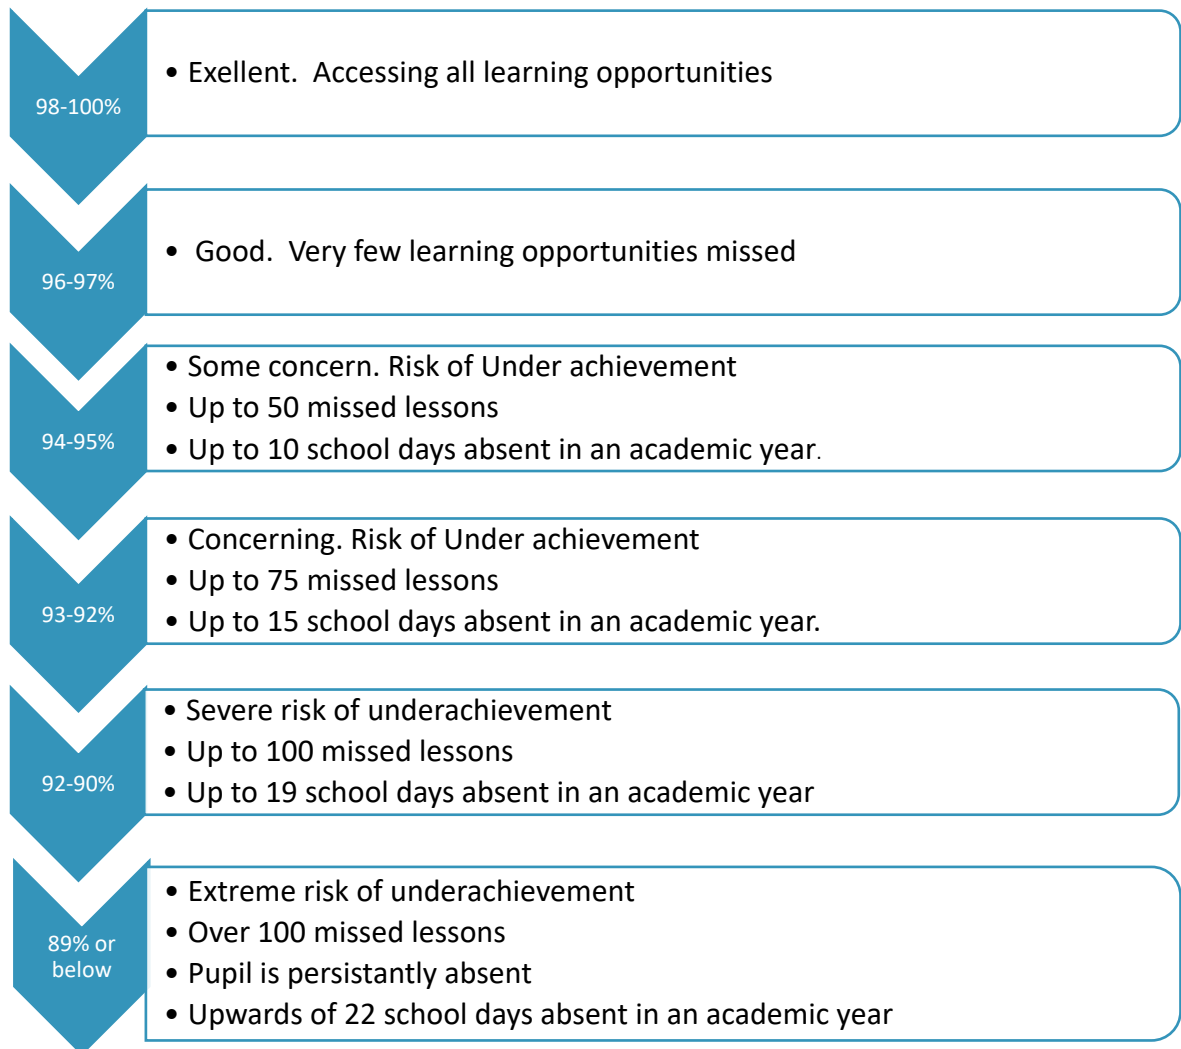 98-100%
• Exellent.  Accessing all learning opportunities
96-97%
•  Good.  Very few learning opportunities missed
94-95%
• Some concern. Risk of Under achievement
• Up to 50 missed lessons
• Up to 10 school days absent in an academic year.
93-92%
• Concerning. Risk of Under achievement
• Up to 75 missed lessons
• Up to 15 school days absent in an academic year.
92-90%
• Severe risk of underachievement
• Up to 100 missed lessons
• Up to 19 school days absent in an academic year
89% or
below
• Extreme risk of underachievement
• Over 100 missed lessons
• Pupil is persistantly absent
• Upwards of 22 school days absent in an academic year